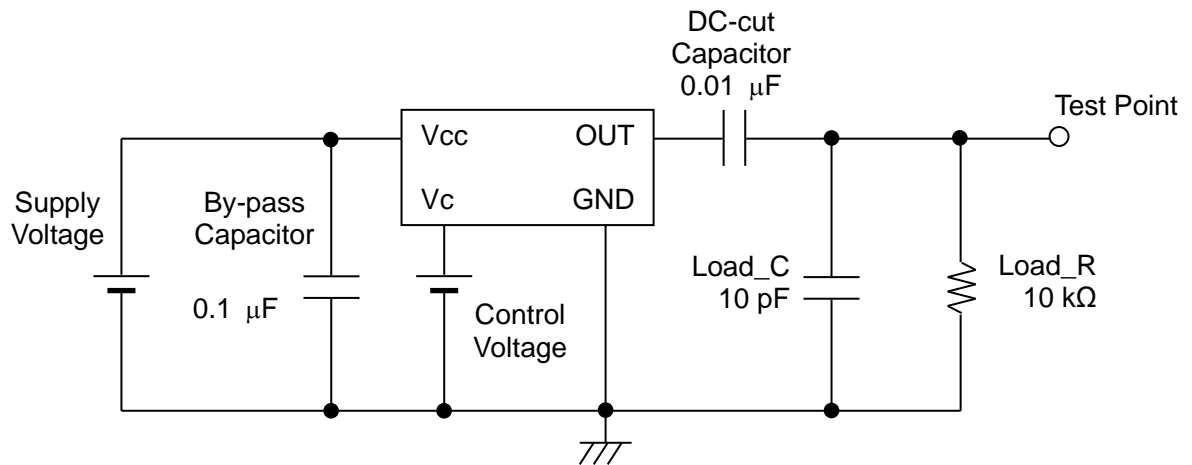 DC-cut
Capacitor
0.01 μF
Test Point
Vcc
OUT
Vc
GND
Supply
Voltage
By-pass
Capacitor
0.1 μF
Control
Voltage
Load_C
10 pF
Load_R
10 kΩ